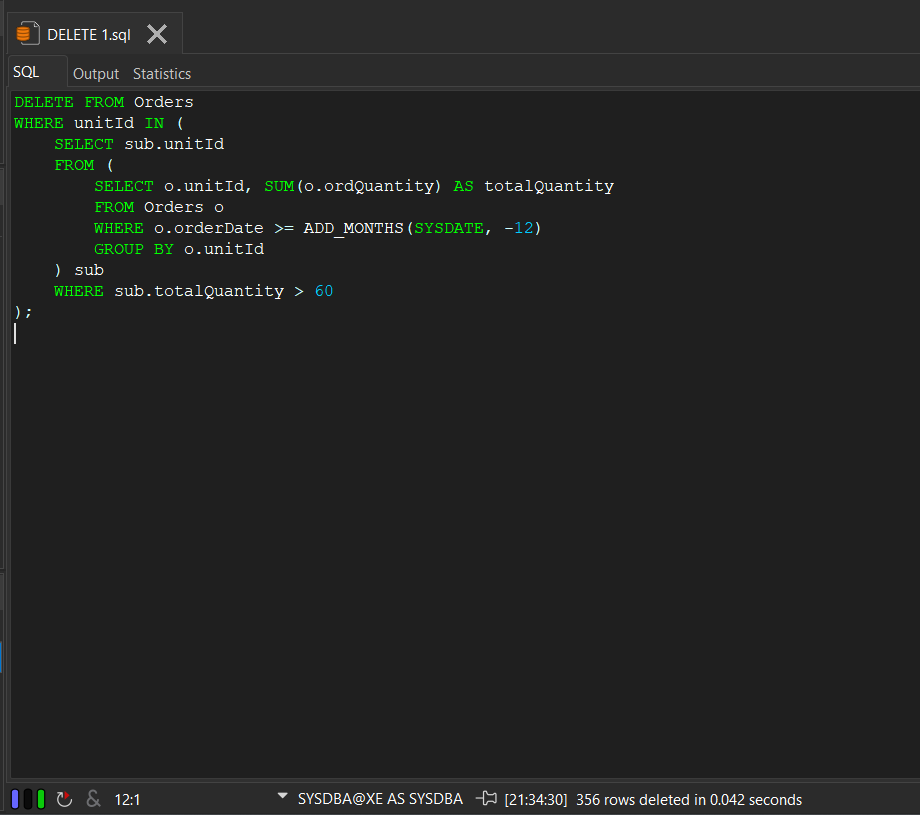 DELETE 1.sql
SQL Output Statistics
DELETE FROM Orders
WHERE unitId IN (
    SELECT sub.unitId
    FROM (
        SELECT o.unitId, SUM(o.ordQuantity) AS totalQuantity
        FROM Orders o
        WHERE o.orderDate >= ADD_MONTHS(SYSDATE, -12)
        GROUP BY o.unitId
    ) sub
    WHERE sub.totalQuantity > 60
);
& 12:1 SYSDBA@XE AS SYSDBA [21:34:30] 356 rows deleted in 0.042 seconds